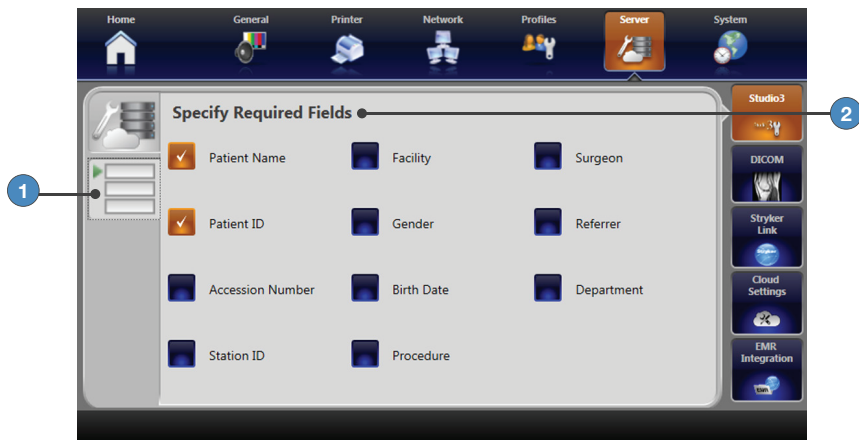 Home General Printer Network Profiles Server System
Studio3
Specify Required Fields
2
Patient Name Facility Surgeon
DICOM
1
Patient ID Gender Referrer
Stryker
Link
Accession Number Birth Date Department
Cloud
Settings
Station ID Procedure
EMR
Integration
EMR